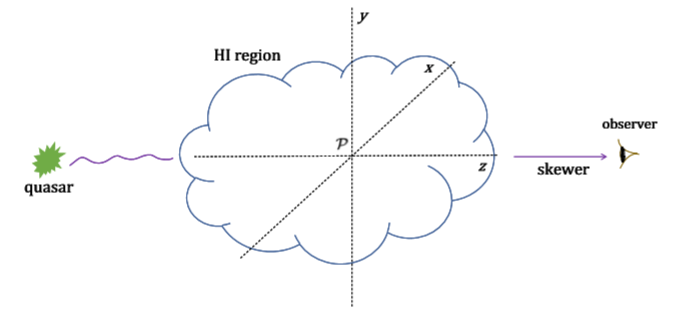 y
HI region
x
observer
𝒫
z
skewer
quasar